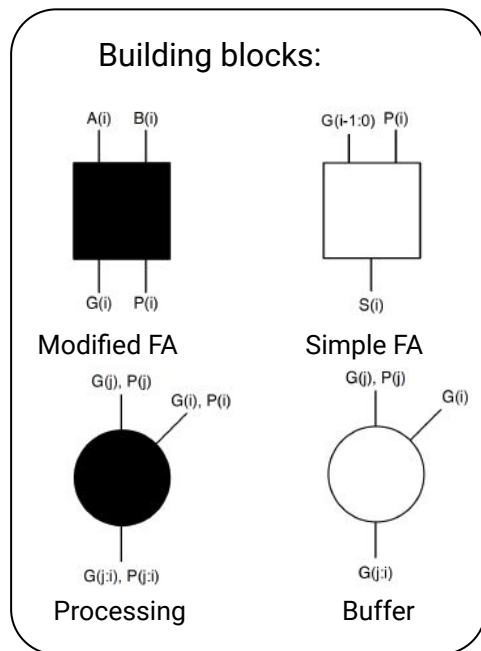 Building blocks:
A(i) B(i)
G(i-1:0) P(i)
G(i) P(i)
S(i)
Modified FA
Simple FA
G(j), P(j)
G(i), P(i)
G(j), P(j)
G(i)
G(j:i), P(j:i)
G(j:i)
Processing
Buffer